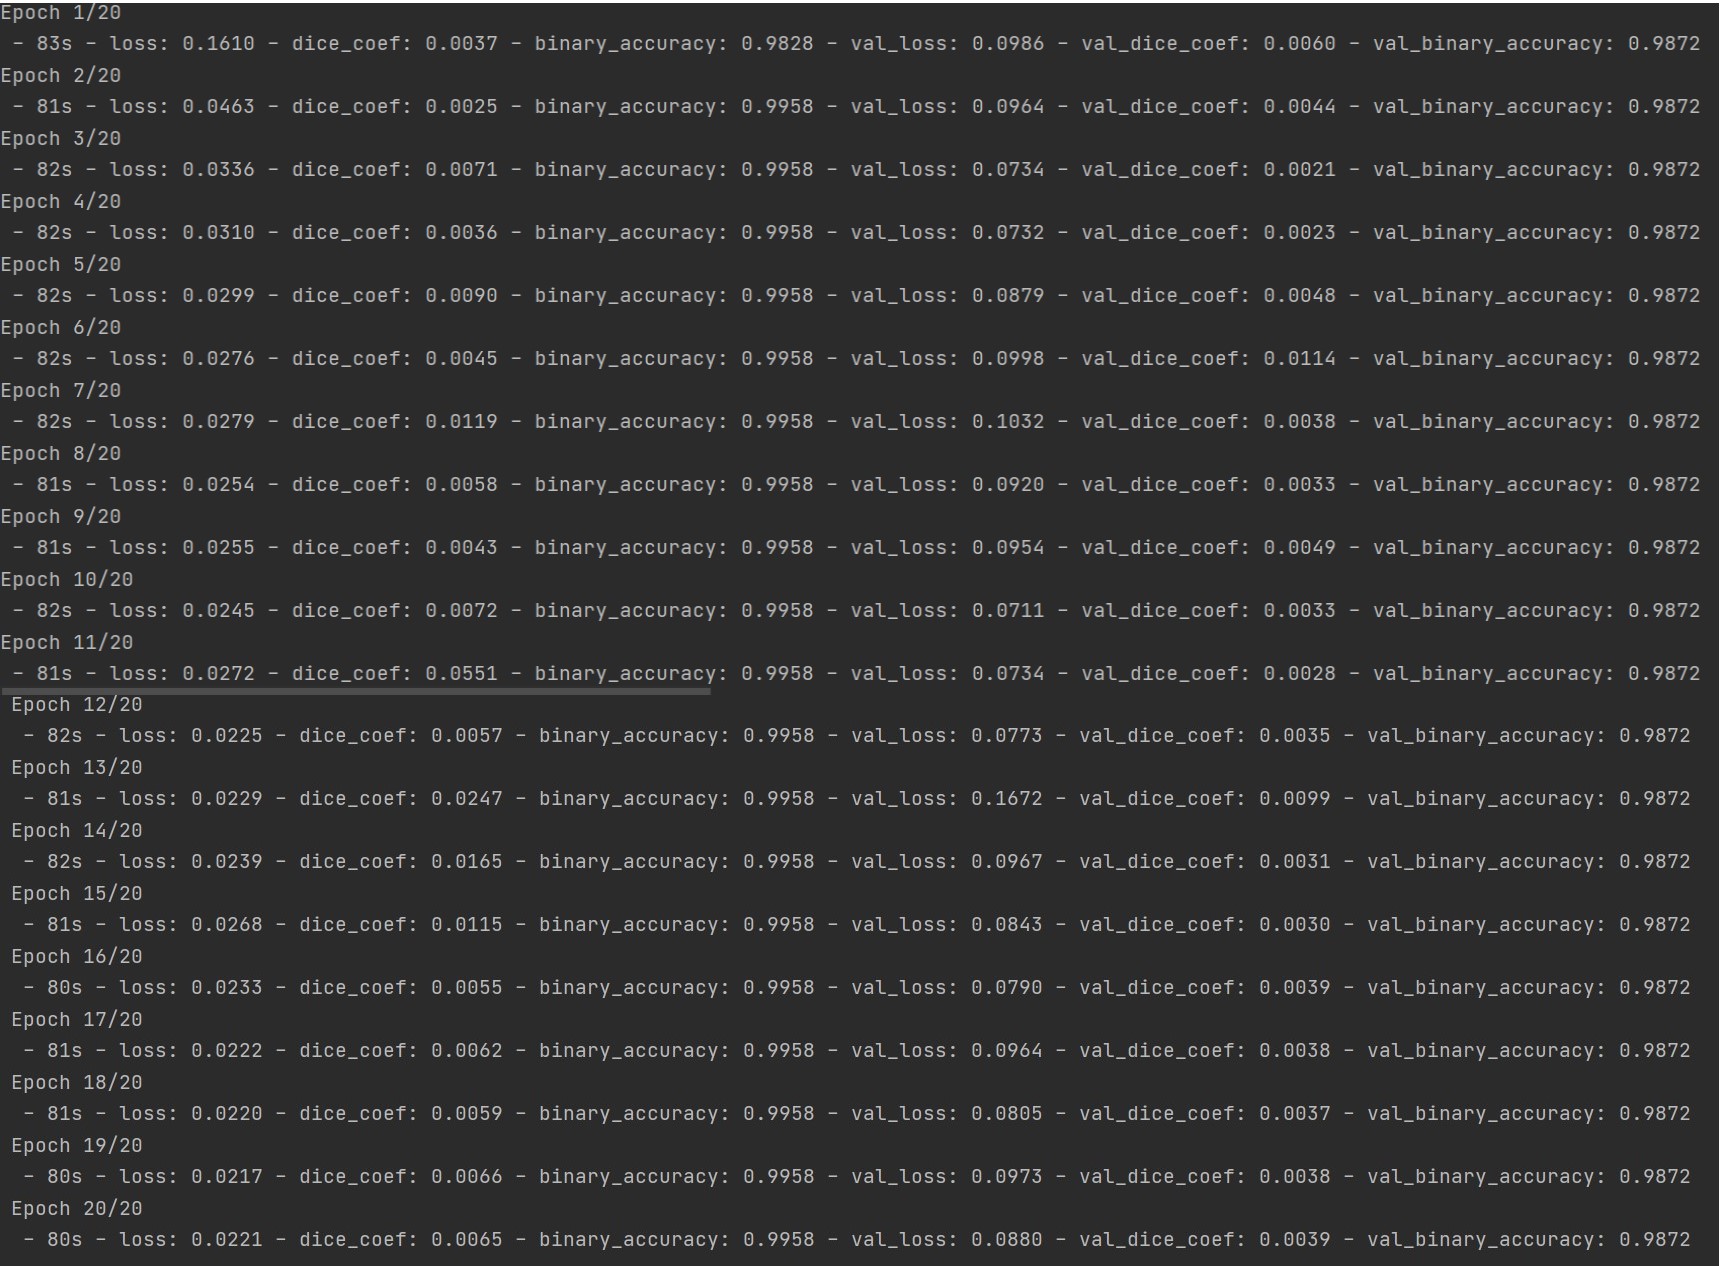 Epoch 1/20
 - 83s - loss: 0.1610 - dice_coef: 0.0037 - binary_accuracy: 0.9828 - val_loss: 0.0986 - val_dice_coef: 0.0060 - val_binary_accuracy: 0.9872
Epoch 2/20
 - 81s - loss: 0.0463 - dice_coef: 0.0025 - binary_accuracy: 0.9958 - val_loss: 0.0964 - val_dice_coef: 0.0044 - val_binary_accuracy: 0.9872
Epoch 3/20
 - 82s - loss: 0.0336 - dice_coef: 0.0071 - binary_accuracy: 0.9958 - val_loss: 0.0734 - val_dice_coef: 0.0021 - val_binary_accuracy: 0.9872
Epoch 4/20
 - 82s - loss: 0.0310 - dice_coef: 0.0036 - binary_accuracy: 0.9958 - val_loss: 0.0732 - val_dice_coef: 0.0023 - val_binary_accuracy: 0.9872
Epoch 5/20
 - 82s - loss: 0.0299 - dice_coef: 0.0090 - binary_accuracy: 0.9958 - val_loss: 0.0879 - val_dice_coef: 0.0048 - val_binary_accuracy: 0.9872
Epoch 6/20
 - 82s - loss: 0.0276 - dice_coef: 0.0045 - binary_accuracy: 0.9958 - val_loss: 0.0998 - val_dice_coef: 0.0114 - val_binary_accuracy: 0.9872
Epoch 7/20
 - 82s - loss: 0.0279 - dice_coef: 0.0119 - binary_accuracy: 0.9958 - val_loss: 0.1032 - val_dice_coef: 0.0038 - val_binary_accuracy: 0.9872
Epoch 8/20
 - 81s - loss: 0.0254 - dice_coef: 0.0058 - binary_accuracy: 0.9958 - val_loss: 0.0920 - val_dice_coef: 0.0033 - val_binary_accuracy: 0.9872
Epoch 9/20
 - 81s - loss: 0.0255 - dice_coef: 0.0043 - binary_accuracy: 0.9958 - val_loss: 0.0954 - val_dice_coef: 0.0049 - val_binary_accuracy: 0.9872
Epoch 10/20
 - 82s - loss: 0.0245 - dice_coef: 0.0072 - binary_accuracy: 0.9958 - val_loss: 0.0711 - val_dice_coef: 0.0033 - val_binary_accuracy: 0.9872
Epoch 11/20
 - 81s - loss: 0.0272 - dice_coef: 0.0551 - binary_accuracy: 0.9958 - val_loss: 0.0734 - val_dice_coef: 0.0028 - val_binary_accuracy: 0.9872
Epoch 12/20
 - 82s - loss: 0.0225 - dice_coef: 0.0057 - binary_accuracy: 0.9958 - val_loss: 0.0773 - val_dice_coef: 0.0035 - val_binary_accuracy: 0.9872
Epoch 13/20
 - 81s - loss: 0.0229 - dice_coef: 0.0247 - binary_accuracy: 0.9958 - val_loss: 0.1672 - val_dice_coef: 0.0099 - val_binary_accuracy: 0.9872
Epoch 14/20
 - 82s - loss: 0.0239 - dice_coef: 0.0165 - binary_accuracy: 0.9958 - val_loss: 0.0967 - val_dice_coef: 0.0031 - val_binary_accuracy: 0.9872
Epoch 15/20
 - 81s - loss: 0.0268 - dice_coef: 0.0115 - binary_accuracy: 0.9958 - val_loss: 0.0843 - val_dice_coef: 0.0030 - val_binary_accuracy: 0.9872
Epoch 16/20
 - 80s - loss: 0.0233 - dice_coef: 0.0055 - binary_accuracy: 0.9958 - val_loss: 0.0790 - val_dice_coef: 0.0039 - val_binary_accuracy: 0.9872
Epoch 17/20
 - 81s - loss: 0.0222 - dice_coef: 0.0062 - binary_accuracy: 0.9958 - val_loss: 0.0964 - val_dice_coef: 0.0038 - val_binary_accuracy: 0.9872
Epoch 18/20
 - 81s - loss: 0.0220 - dice_coef: 0.0059 - binary_accuracy: 0.9958 - val_loss: 0.0805 - val_dice_coef: 0.0037 - val_binary_accuracy: 0.9872
Epoch 19/20
 - 80s - loss: 0.0217 - dice_coef: 0.0066 - binary_accuracy: 0.9958 - val_loss: 0.0973 - val_dice_coef: 0.0038 - val_binary_accuracy: 0.9872
Epoch 20/20
 - 80s - loss: 0.0221 - dice_coef: 0.0065 - binary_accuracy: 0.9958 - val_loss: 0.0880 - val_dice_coef: 0.0039 - val_binary_accuracy: 0.9872